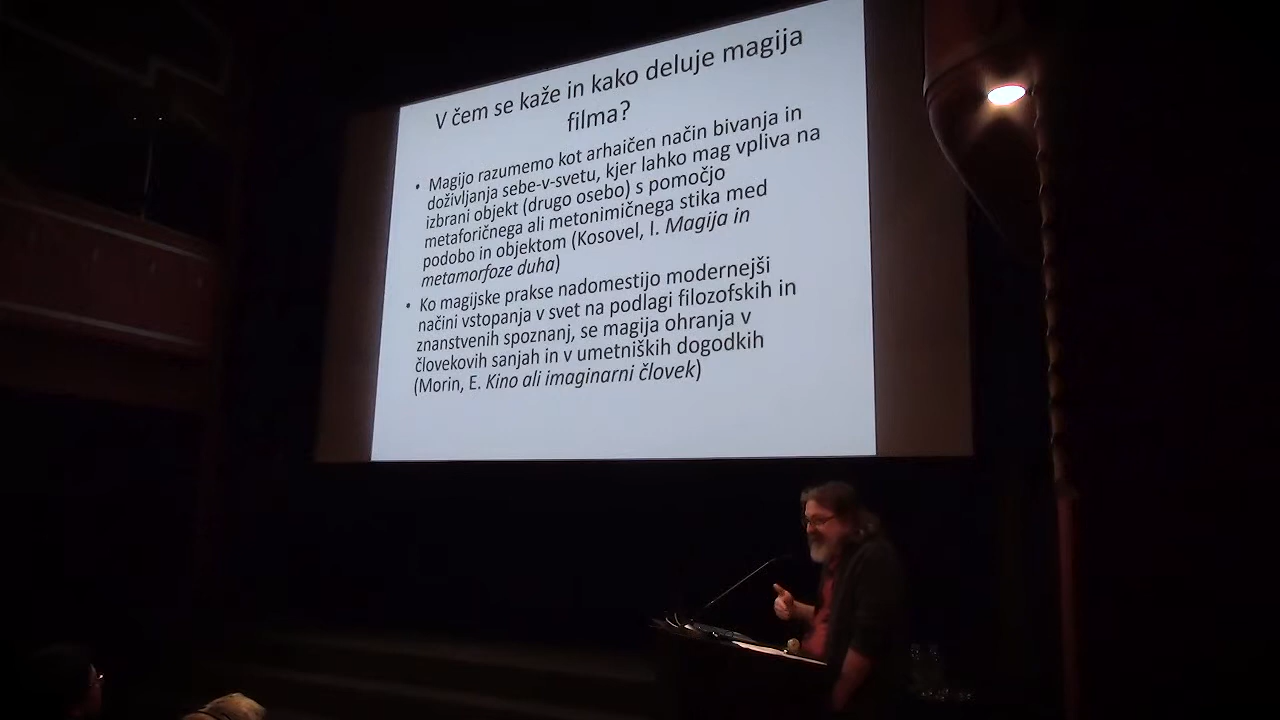 V čem se kaže in kako deluje magija
filma?
• Magijo razumemo kot arhaičen način bivanja in
doživljanja sebe-v-svetu, kjer lahko mag vpliva na
izbrani objekt (drugo osebo) s pomočjo
metaforičnega ali metonimičnega stika med
podobo in objektom (Kosovel, I. Magija in
metamorfoze duha)
• Ko magijske prakse nadomestijo modernejši
načini vstopanja v svet na podlagi filozofskih in
znanstvenih spoznanj, se magija ohranja v
človekovih sanjah in v umetniških dogodkih
(Morin, E. Kino ali imaginarni človek)